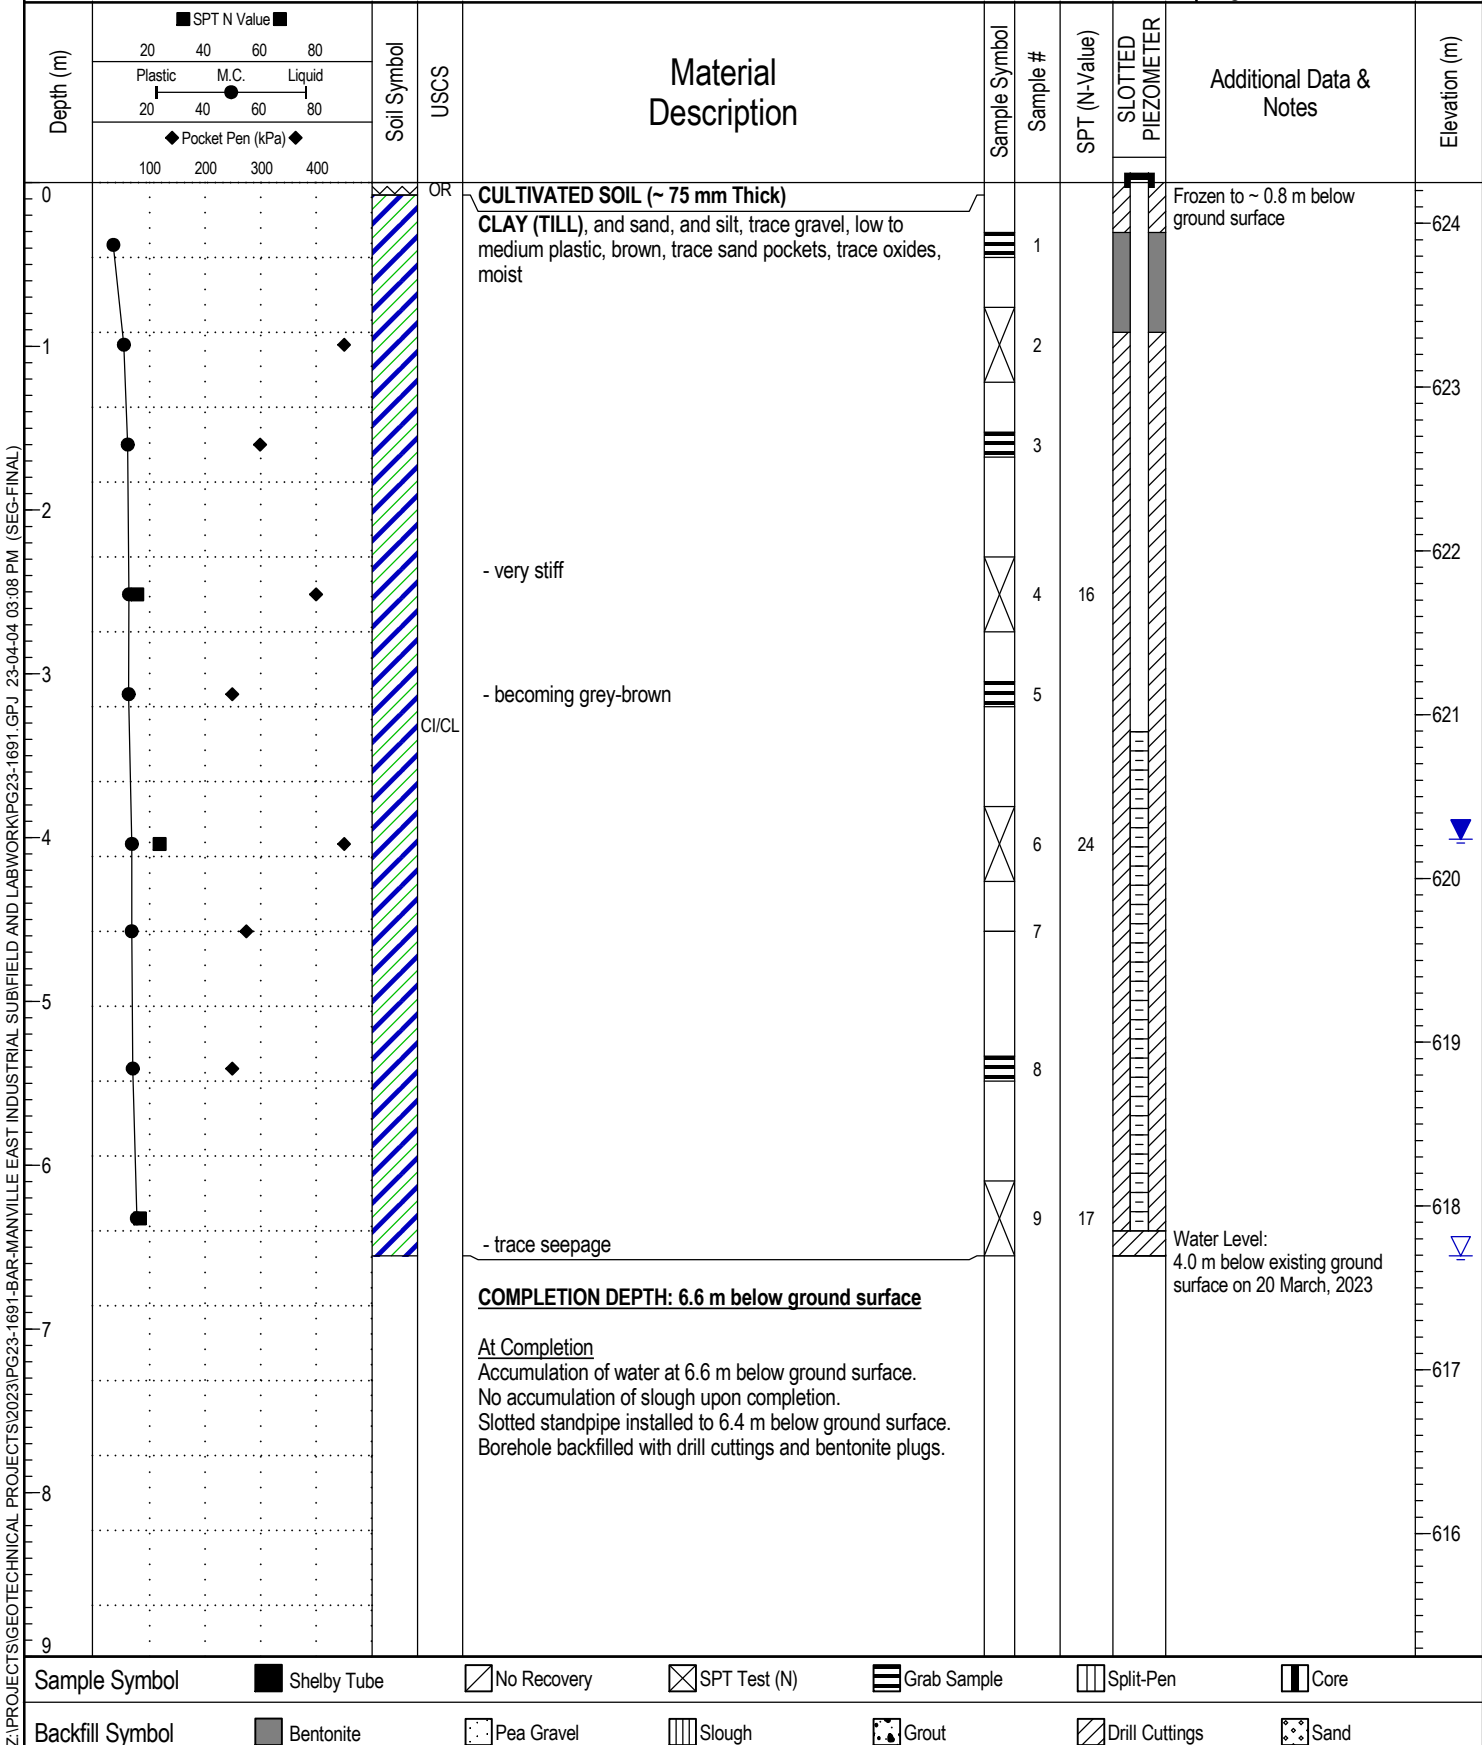 SPT N Value
20 40 60 80
Plastic M.C. Liquid
20 40 60 80
Pocket Pen (kPa)
100 200 300 400
Depth (m)
Soil Symbol
USCS
Material
Description
Sample Symbol
Sample #
SPT (N-Value)
SLOTTED
PIEZOMETER
Additional Data &
Notes
Elevation (m)
0
OR
CULTIVATED SOIL (~ 75 mm Thick)
Frozen to ~ 0.8 m below
ground surface
CLAY (TILL), and sand, and silt, trace gravel, low to
medium plastic, brown, trace sand pockets, trace oxides,
moist
624
1
1
2
623
3
2
622
- very stiff
4 16
3
- becoming grey-brown
5
621
CI/CL
4
6 24
620
7
5
619
8
6
618
9 17
- trace seepage
Water Level:
4.0 m below existing ground
surface on 20 March, 2023
COMPLETION DEPTH: 6.6 m below ground surface
7
At Completion
Accumulation of water at 6.6 m below ground surface.
No accumulation of slough upon completion.
Slotted standpipe installed to 6.4 m below ground surface.
Borehole backfilled with drill cuttings and bentonite plugs.
617
8
616
9
Sample Symbol Shelby Tube No Recovery SPT Test (N) Grab Sample Split-Pen Core
Backfill Symbol Bentonite Pea Gravel Slough Grout Drill Cuttings Sand
Z:\PROJECTS\GEOTECHNICAL PROJECTS\2023\PG23-1691-BAR-MANVILLE EAST INDUSTRIAL SUB\FIELD AND LABWORK\PG23-1691.GPJ 23-04-04 03:08 PM (SEG-FINAL)